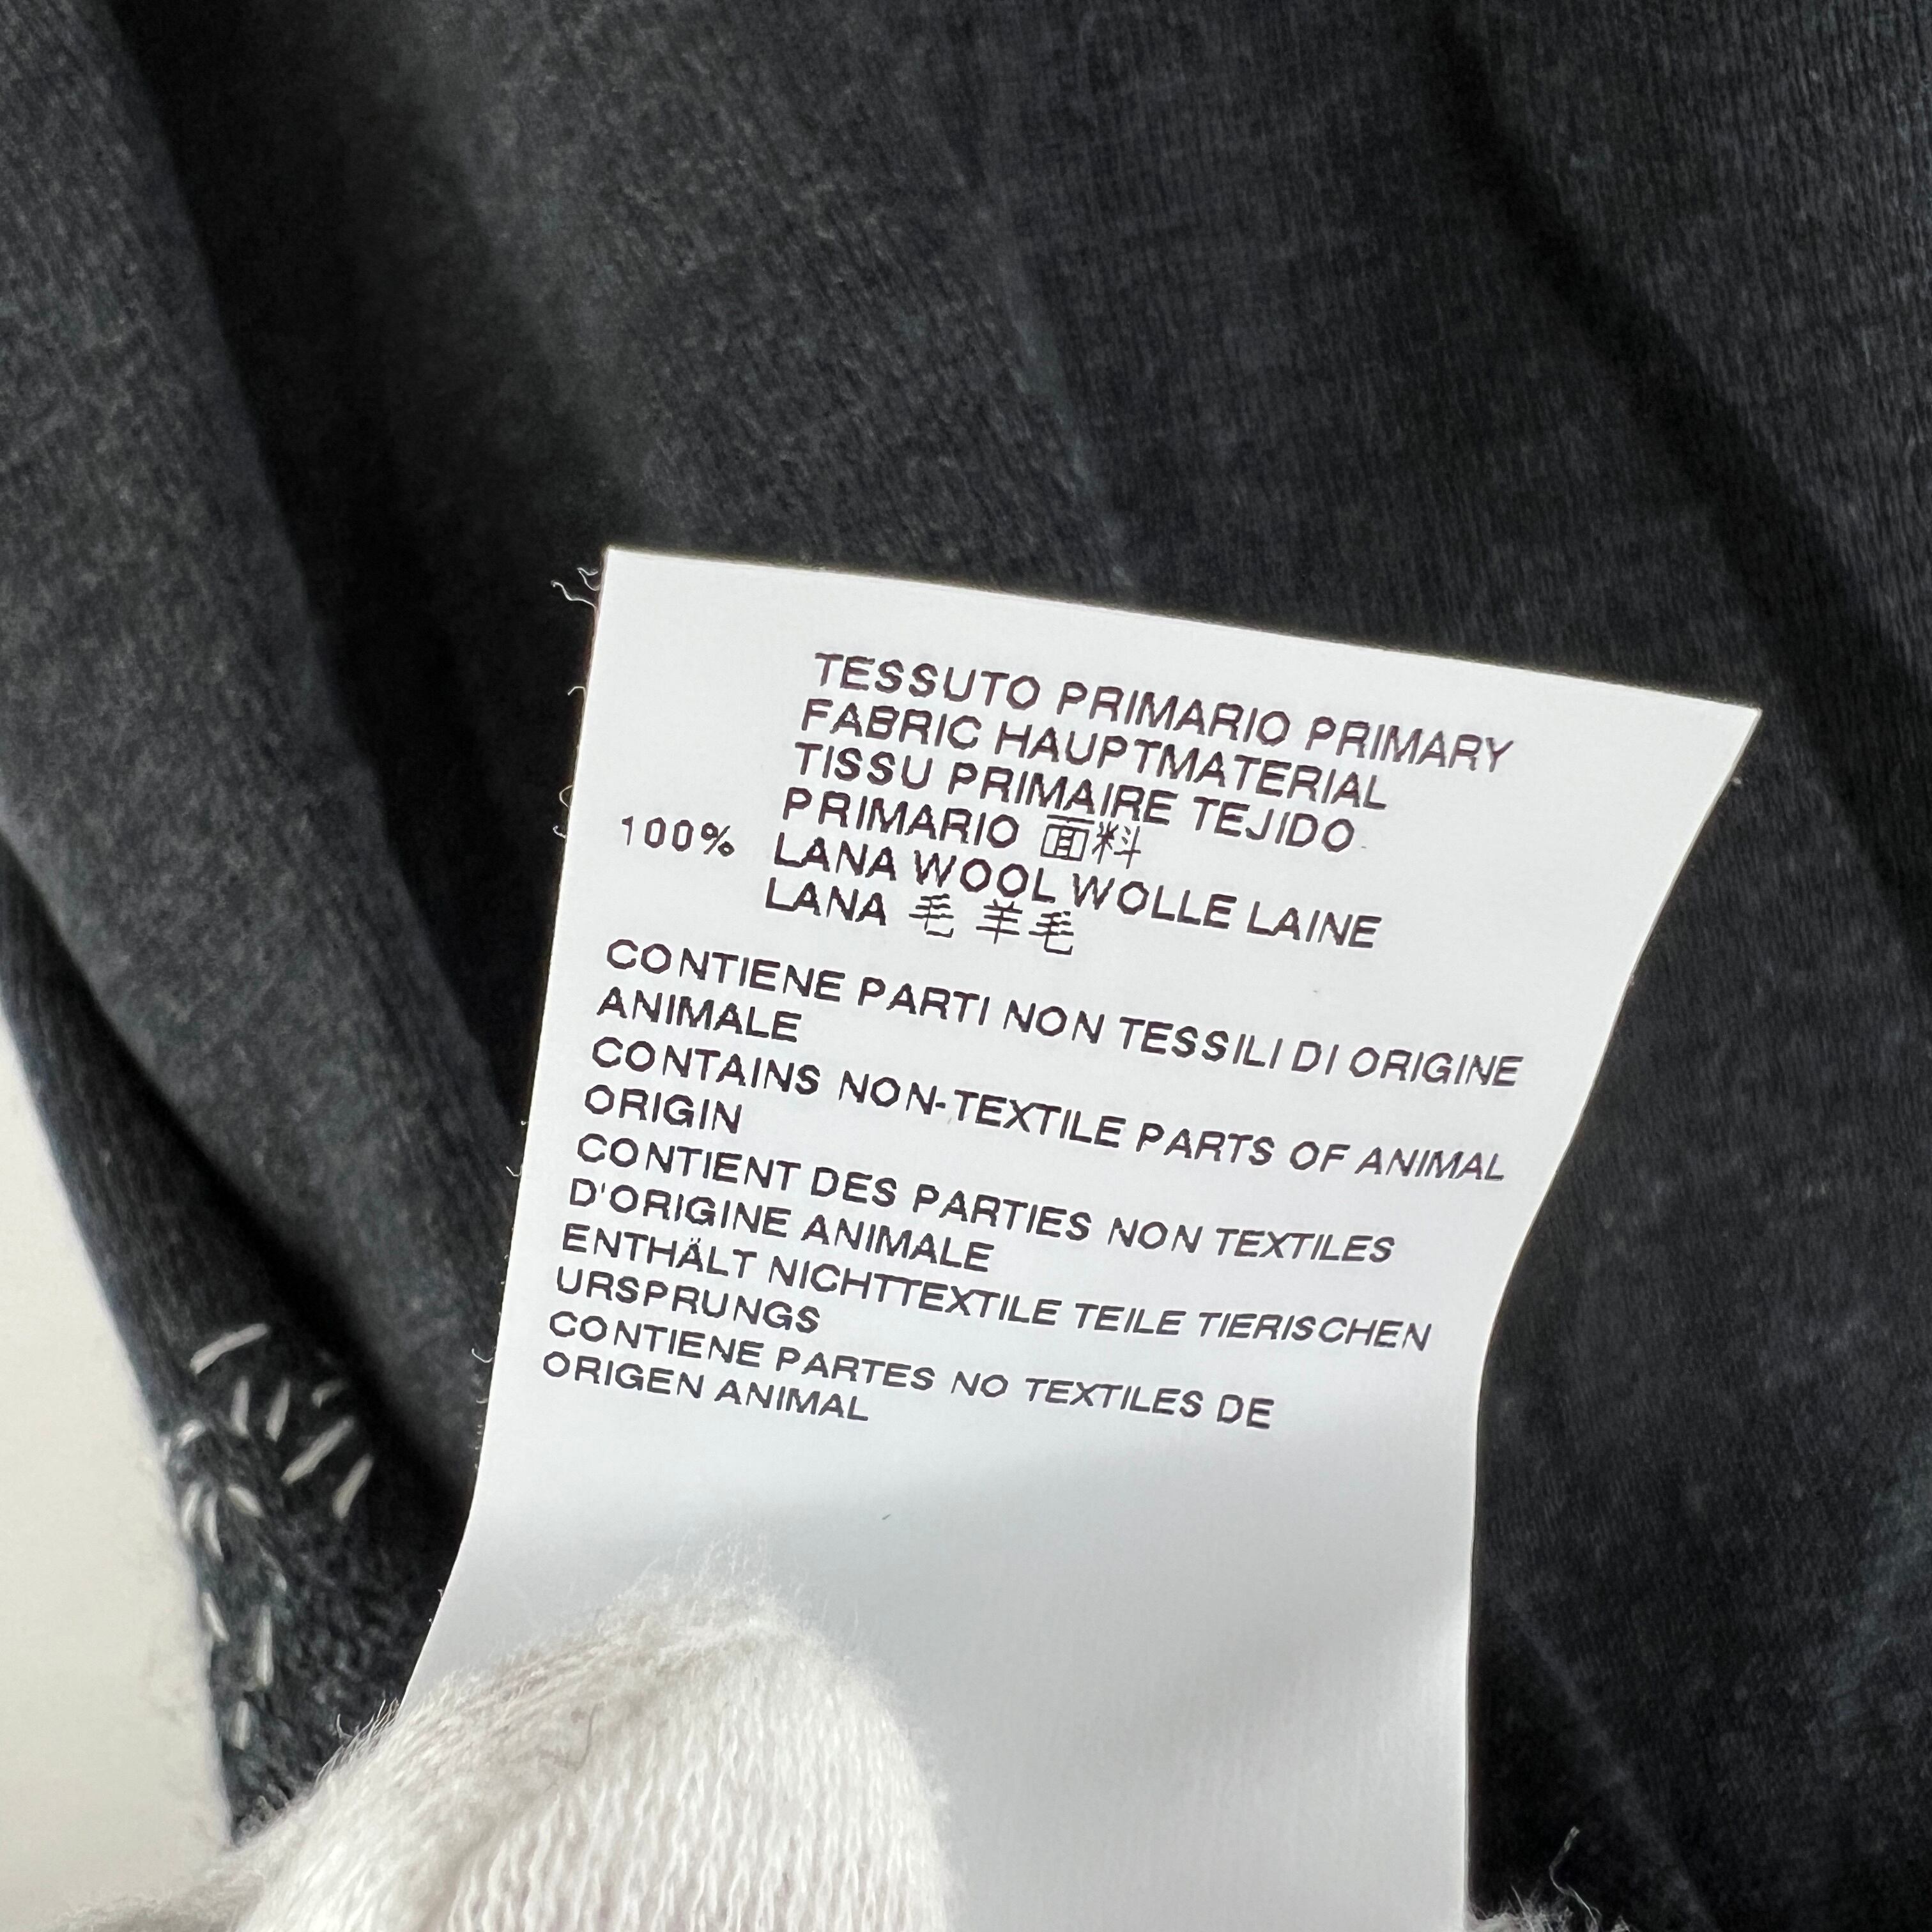 TESSUTO PRIMARIO PRIMARY
FABRIC HAUPTMATERIAL
TISSU PRIMAIRE TEJIDO
PRIMARIO 面料
100% LANA WOOL WOLLE LAINE
LANA 毛 羊毛
CONTIENE PARTI NON TESSILI DI ORIGINE
ANIMALE
CONTAINS NON-TEXTILE PARTS OF ANIMAL
ORIGIN
CONTIENT DES PARTIES NON TEXTILES
D'ORIGINE ANIMALE
ENTHÄLT NICHTTEXTILE TEILE TIERISCHEN
URSPRUNGS
CONTIENE PARTES NO TEXTILES DE
ORIGEN ANIMAL